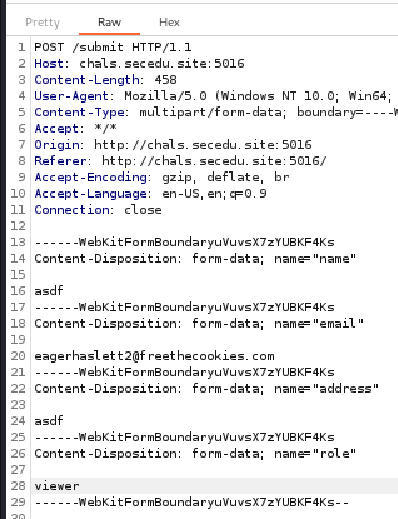 Pretty Raw Hex
1 POST /submit HTTP/1.1
2 Host: chals.secedu.site:5016
3 Content-Length: 458
4 User-Agent: Mozilla/5.0 (Windows NT 10.0; Win64;
5 Content-Type: multipart/form-data; boundary=----W
6 Accept: */*
7 Origin: http://chals.secedu.site:5016
8 Referer: http://chals.secedu.site:5016/
9 Accept-Encoding: gzip, deflate, br
10 Accept-Language: en-US,en;q=0.9
11 Connection: close
12
13 ------WebKitFormBoundaryuVuvsX7zYUBKF4Ks
14 Content-Disposition: form-data; name="name"
15
16 asdf
17 ------WebKitFormBoundaryuVuvsX7zYUBKF4Ks
18 Content-Disposition: form-data; name="email"
19
20 eagerhaslett2@freethecookies.com
21 ------WebKitFormBoundaryuVuvsX7zYUBKF4Ks
22 Content-Disposition: form-data; name="address"
23
24 asdf
25 ------WebKitFormBoundaryuVuvsX7zYUBKF4Ks
26 Content-Disposition: form-data; name="role"
27
28 viewer
29 ------WebKitFormBoundaryuVuvsX7zYUBKF4Ks--
30